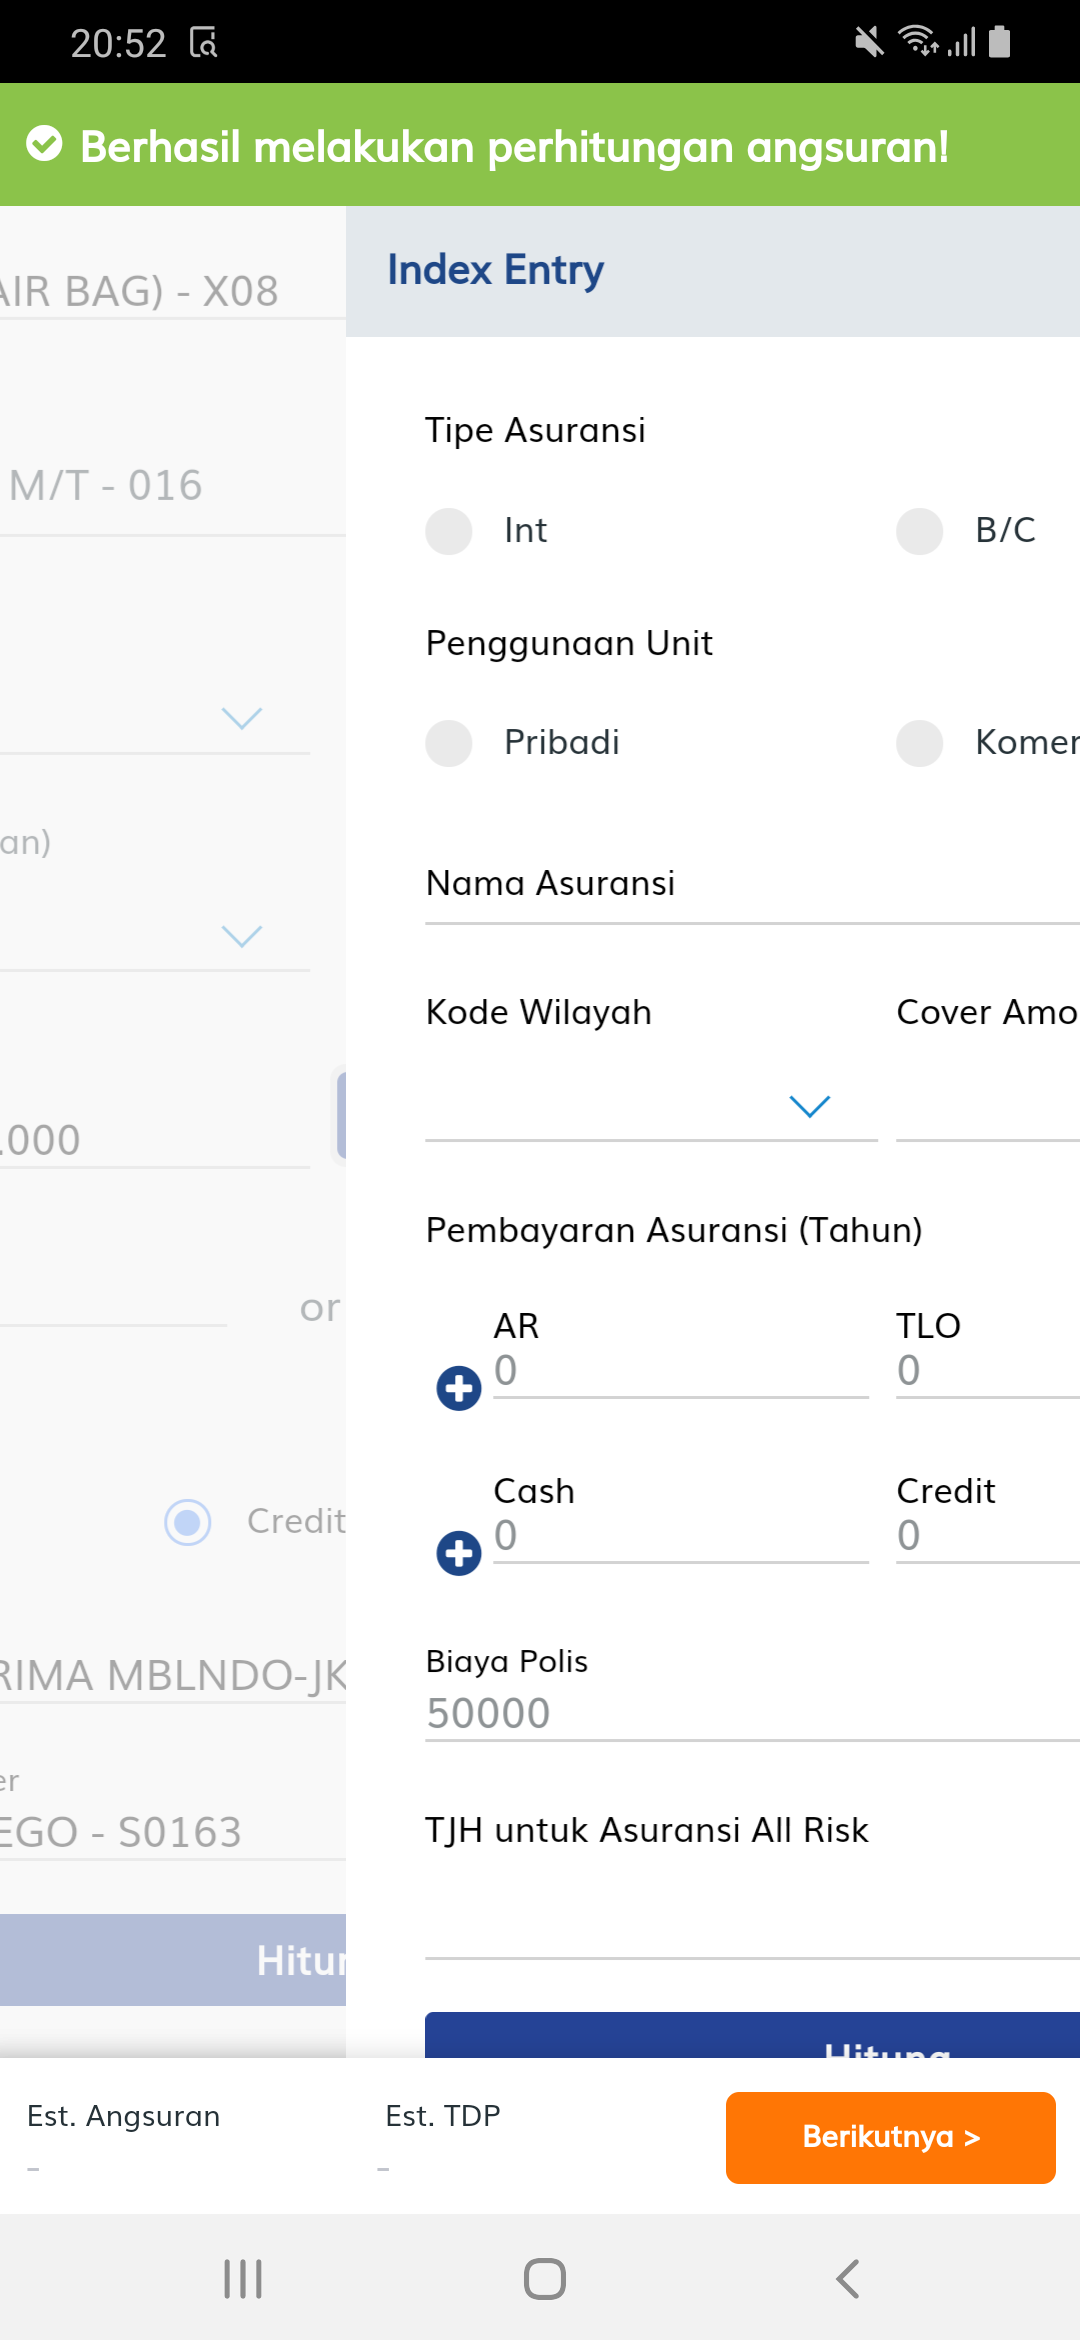 20:52
Berhasil melakukan perhitungan angsuran!
AIR BAG) - X08
Index Entry
Tipe Asuransi
M/T - 016
Int
B/C
Penggunaan Unit
Pribadi
Komer
an)
Nama Asuransi
Kode Wilayah
Cover Amo
.000
Pembayaran Asuransi (Tahun)
or
AR
TLO
0
0
Cash
Credit
Credit
0
0
Biaya Polis
RIMA MBLNDO-JK
50000
er
EGO - S0163
TJH untuk Asuransi All Risk
Hitun
Hitung
Est. Angsuran
Est. TDP
Berikutnya >
-
-